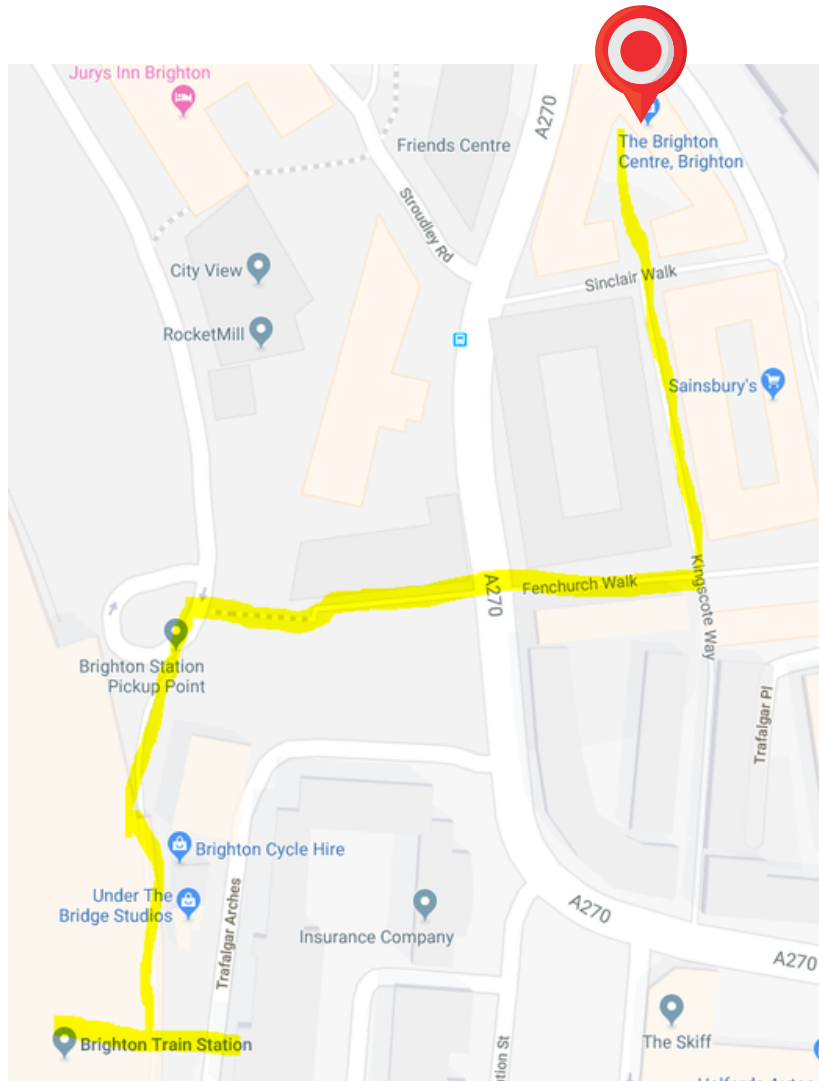 Jurys Inn Brighton
A270
Friends Centre
The Brighton
Centre, Brighton
Stroudley Rd
City View
Sinclair Walk
RocketMill
Sainsbury's
A270
Fenchurch Walk
Kingscote Way
Brighton Station
Pickup Point
Trafalgar Pl
Brighton Cycle Hire
Under The
Bridge Studios
Trafalgar Arches
A270
Insurance Company
A270
Brighton Train Station
The Skiff